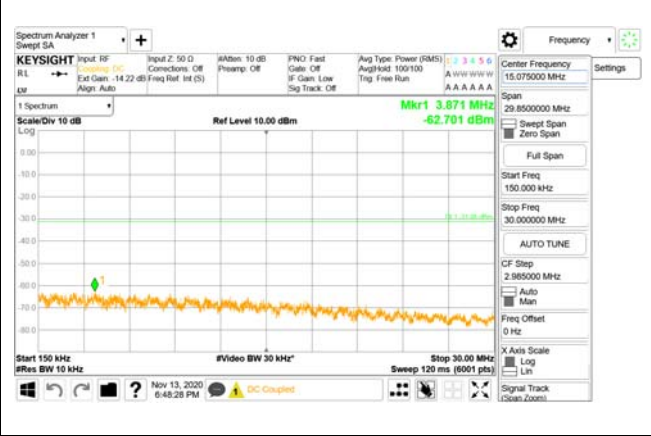 Spectrum Analyzer 1
Swept SA
+
Frequency
KEYSIGHT
RL
Input: RF
Coupling: DC
Ext Gain: -14.22 dB
Align: Auto
Input Z: 50 Ω
Corrections: Off
Freq Ref: Int (S)
#Atten: 10 dB
Preamp: Off
PNO: Fast
Gate: Off
IF Gain: Low
Sig Track: Off
Avg Type: Power (RMS)
Avg|Hold: 100/100
Trig: Free Run
1 2 3 4 5 6
A W W W W W
A A A A A A
1 Spectrum
Scale/Div 10 dB
Ref Level 10.00 dBm
Mkr1 3.871 MHz
-62.701 dBm
Log
0.00
-10.0
-20.0
-30.0
-40.0
-50.0
-60.0
-70.0
-80.0
1
Start 150 kHz
#Res BW 10 kHz
#Video BW 30 kHz*
Stop 30.00 MHz
Sweep 120 ms (6001 pts)
?
Nov 13, 2020
6:48:28 PM
DC Coupled
Center Frequency
15.075000 MHz
Settings
Span
29.8500000 MHz
Swept Span
Zero Span
Full Span
Start Freq
150.000 kHz
Stop Freq
30.000000 MHz
AUTO TUNE
CF Step
2.985000 MHz
Auto
Man
Freq Offset
0 Hz
X Axis Scale
Log
Lin
Signal Track
(Span Zoom)